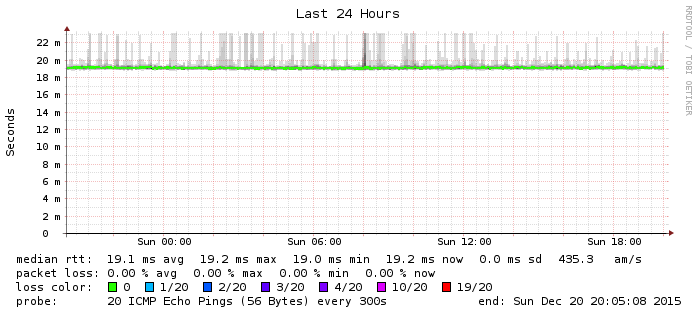 Last 24 Hours
RRDTOOL / TOBI OETIKER
Seconds
22 m
20 m
18 m
16 m
14 m
12 m
10 m
8 m
6 m
4 m
2 m
0
Sun 00:00 Sun 06:00 Sun 12:00 Sun 18:00
median rtt: 19.1 ms avg 19.2 ms max 19.0 ms min 19.2 ms now 0.0 ms sd 435.3 am/s
packet loss: 0.00 % avg 0.00 % max 0.00 % min 0.00 % now
loss color: 0 1/20 2/20 3/20 4/20 10/20 19/20
probe: 20 ICMP Echo Pings (56 Bytes) every 300s end: Sun Dec 20 20:05:08 2015